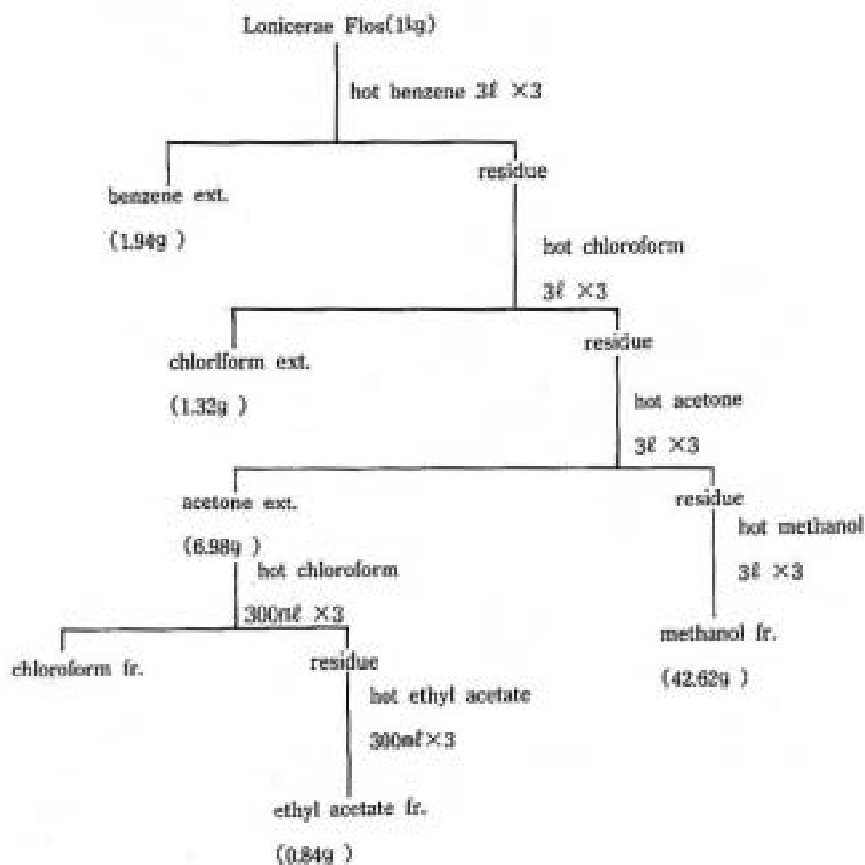 Lonicerae Flos(1kg)
hot benzene 3ℓ ×3
benzene ext.
(1.94g )
residue
hot chloroform
3ℓ ×3
chlorlform ext.
(1.32g )
residue
hot acetone
3ℓ ×3
acetone ext.
(6.98g )
residue
hot methanol
3ℓ ×3
hot chloroform
300mℓ ×3
methanol fr.
(42.62g )
chloroform fr.
residue
hot ethyl acetate
300mℓ×3
ethyl acetate fr.
(0.84g )